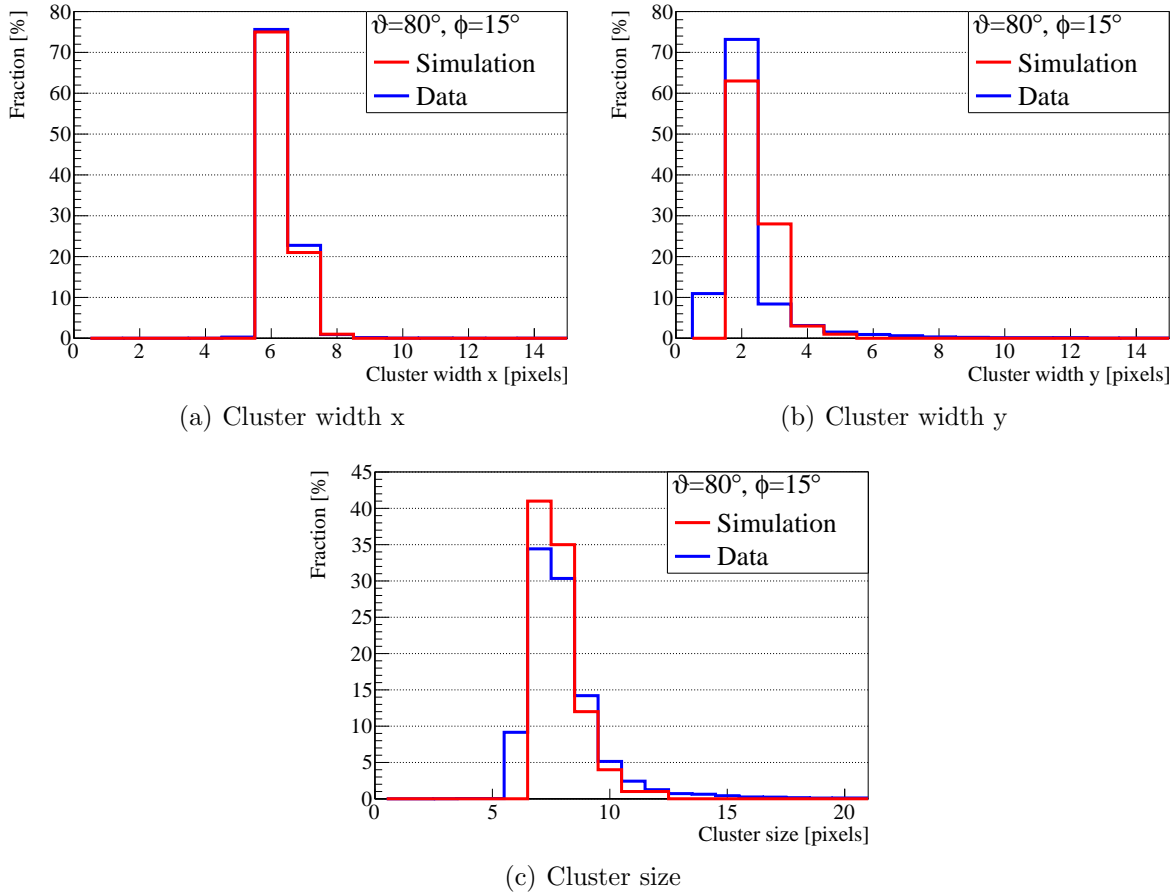 Fraction [%]
80
70
60
50
40
30
20
10
0
ϑ=80°, ϕ=15°
Simulation
Data
0 2 4 6 8 10 12 14
Cluster width x [pixels]
(a) Cluster width x
Fraction [%]
80
70
60
50
40
30
20
10
0
ϑ=80°, ϕ=15°
Simulation
Data
0 2 4 6 8 10 12 14
Cluster width y [pixels]
(b) Cluster width y
Fraction [%]
45
40
35
30
25
20
15
10
5
0
ϑ=80°, ϕ=15°
Simulation
Data
0 5 10 15 20
Cluster size [pixels]
(c) Cluster size